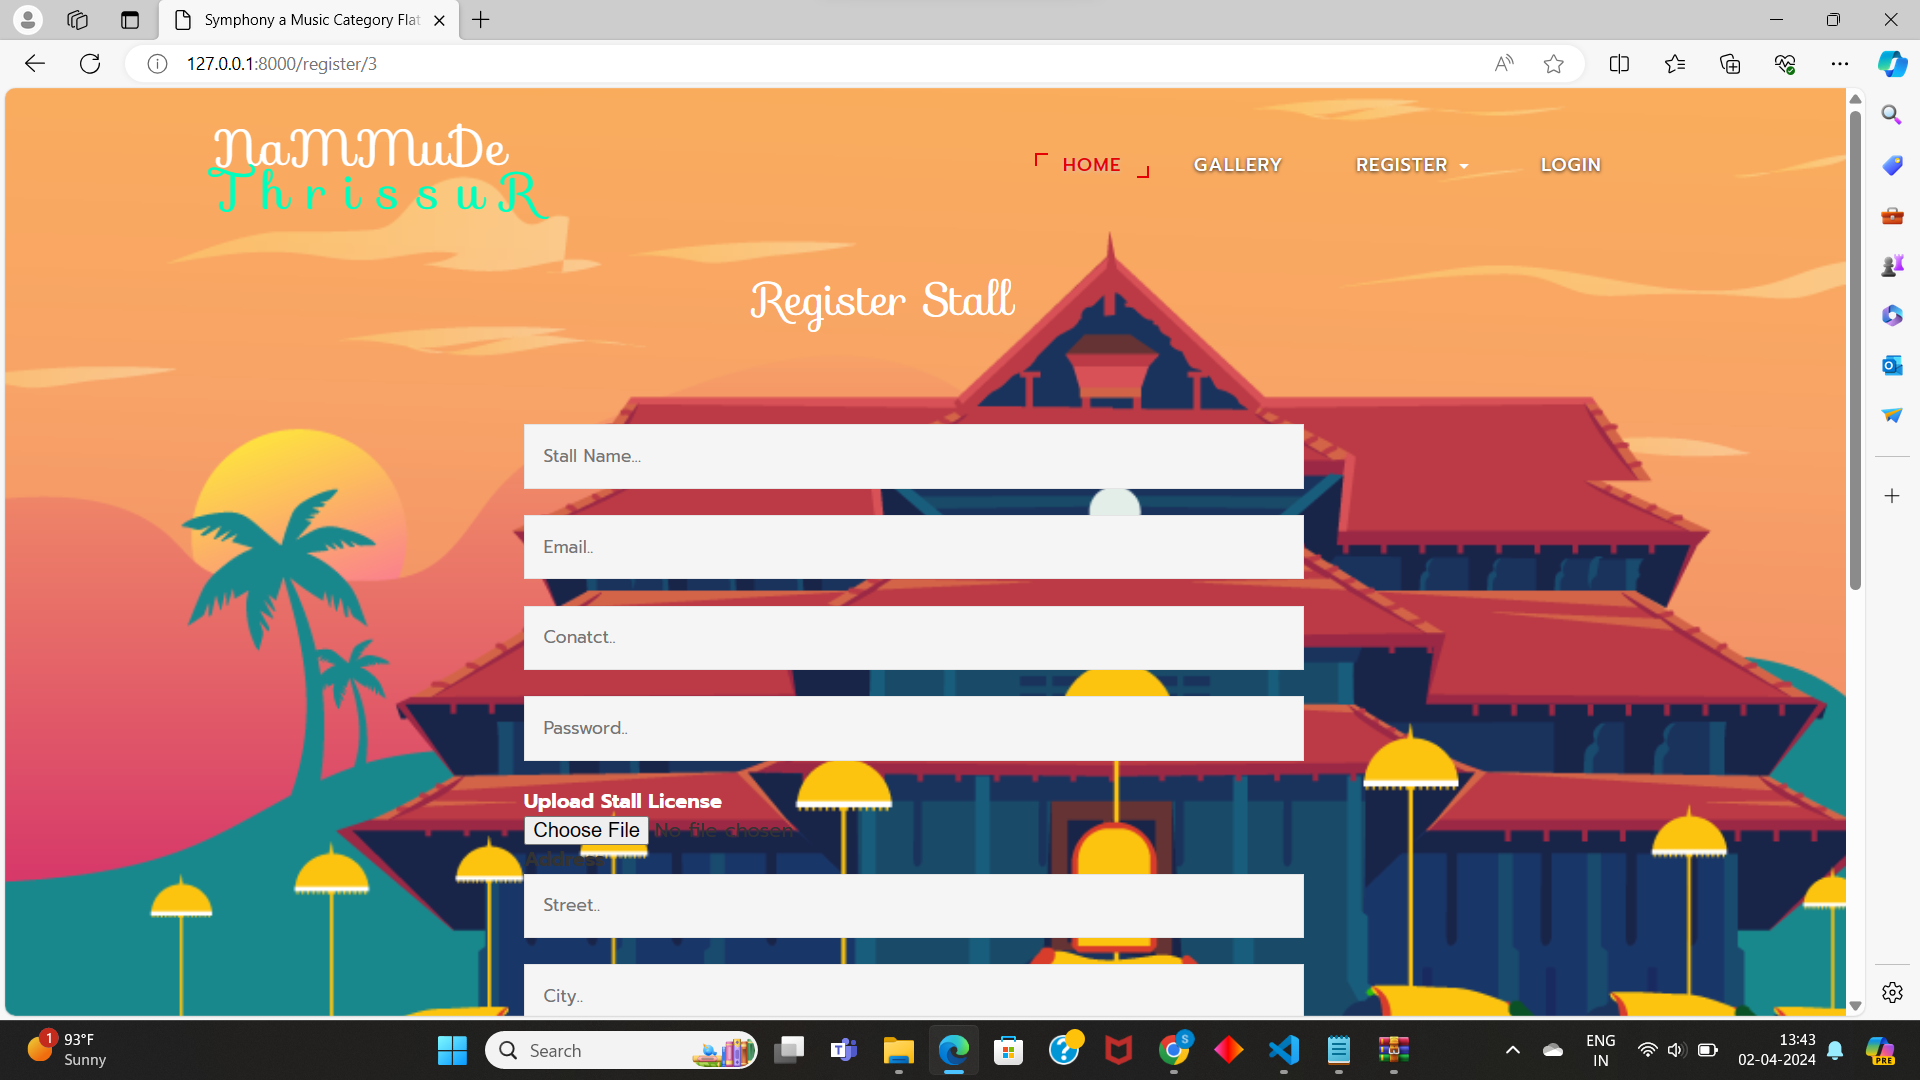 Symphony a Music Category Flat
127.0.0.1:8000/register/3
NaMMuDe
ThrissuR
HOME
GALLERY
REGISTER
LOGIN
Register Stall
Stall Name...
Email..
Conatct..
Password..
Upload Stall License
Choose File No file chosen
Address
Street..
City..
1
93°F
Sunny
Search
S
ENG
IN
13:43
02-04-2024
PRE